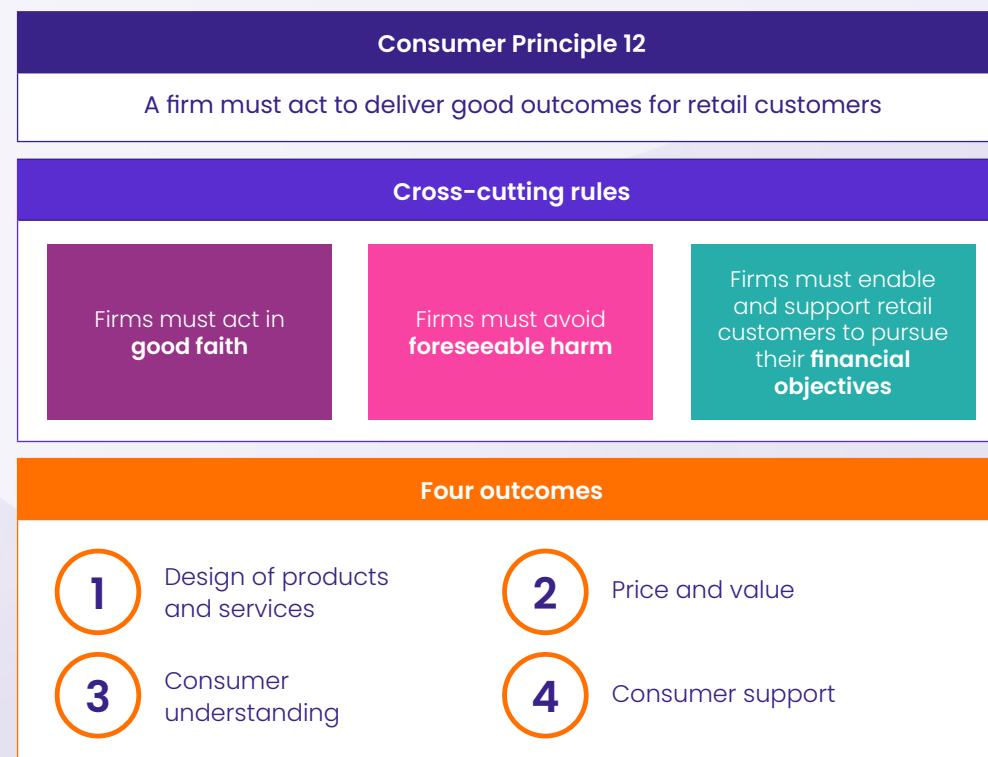 Consumer Principle 12
A firm must act to deliver good outcomes for retail customers
Cross-cutting rules
Firms must act in
good faith
Firms must avoid
foreseeable harm
Firms must enable
and support retail
customers to pursue
their financial
objectives
Four outcomes
1
Design of products
and services
2
Price and value
3
Consumer
understanding
4
Consumer support